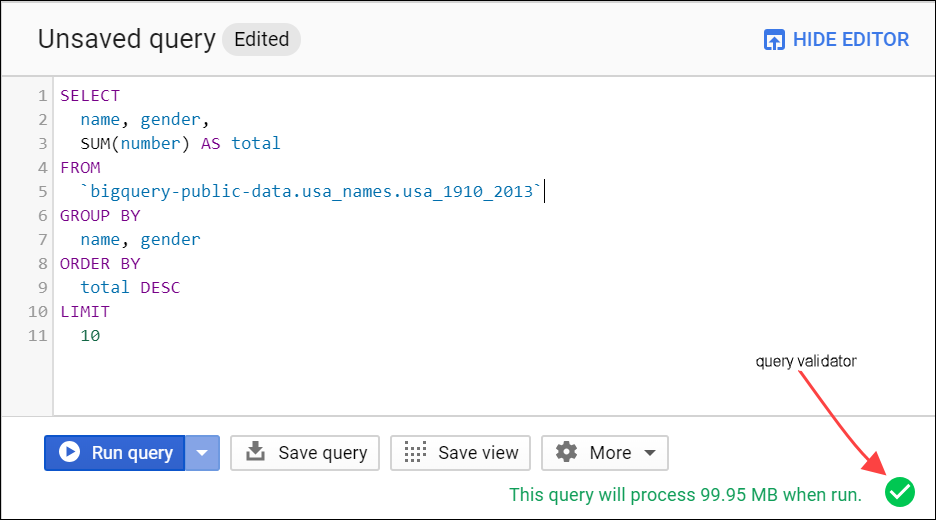 Unsaved query Edited HIDE EDITOR
1 SELECT
2 name, gender,
3 SUM(number) AS total
4 FROM
5 `bigquery-public-data.usa_names.usa_1910_2013`
6 GROUP BY
7 name, gender
8 ORDER BY
9 total DESC
10 LIMIT
11 10
query validator
Run query Save query Save view More
This query will process 99.95 MB when run.